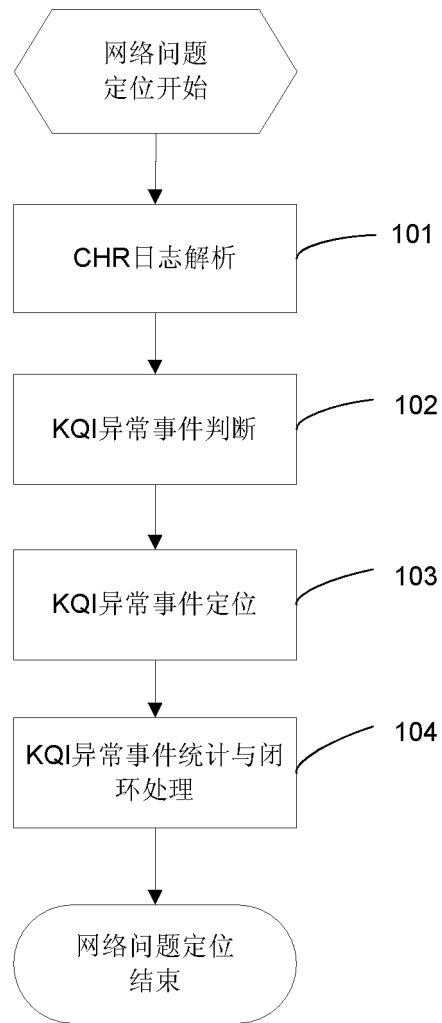 网络问题
定位开始
CHR日志解析
101
KQI异常事件判断
102
KQI异常事件定位
103
KQI异常事件统计与闭
环处理
104
网络问题定位
结束